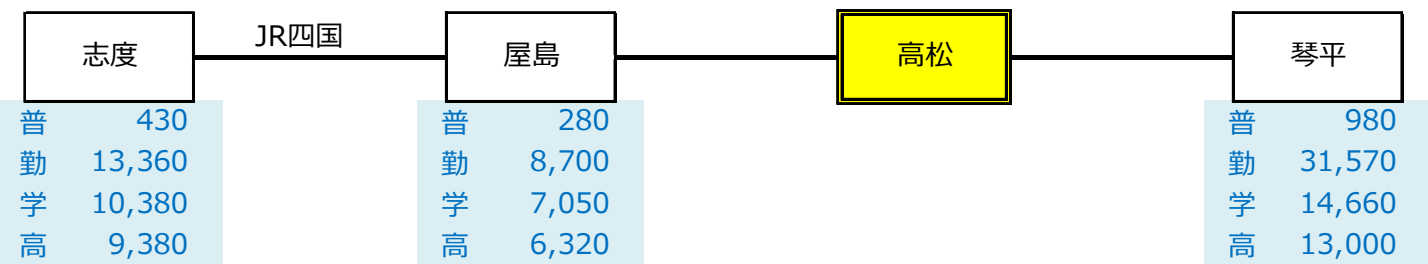 JR四国
志度 屋島 高松 琴平
普 430 普 280 普 980
勤 13,360 勤 8,700 勤 31,570
学 10,380 学 7,050 学 14,660
高 9,380 高 6,320 高 13,000